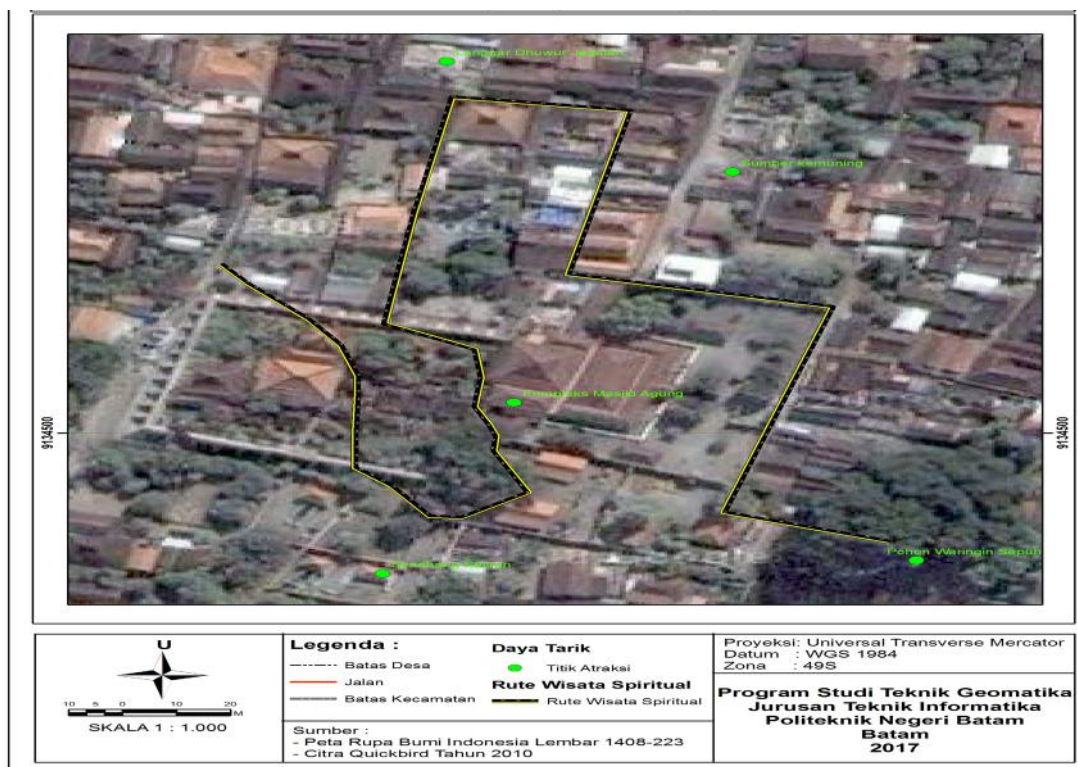 Dhuwur
Sumber Kemuning
Kompleks Masjid Agung
Pohon Waringin Sepuh
9134500
9134500
U
10 5 0 10 20
M
SKALA 1 : 1.000
Legenda :
Batas Desa
Jalan
Batas Kecamatan
Daya Tarik
Titik Atraksi
Rute Wisata Spiritual
Rute Wisata Spiritual
Sumber :
- Peta Rupa Bumi Indonesia Lembar 1408-223
- Citra Quickbird Tahun 2010
Proyeksi: Universal Transverse Mercator
Datum : WGS 1984
Zona : 49S
Program Studi Teknik Geomatika
Jurusan Teknik Informatika
Politeknik Negeri Batam
Batam
2017